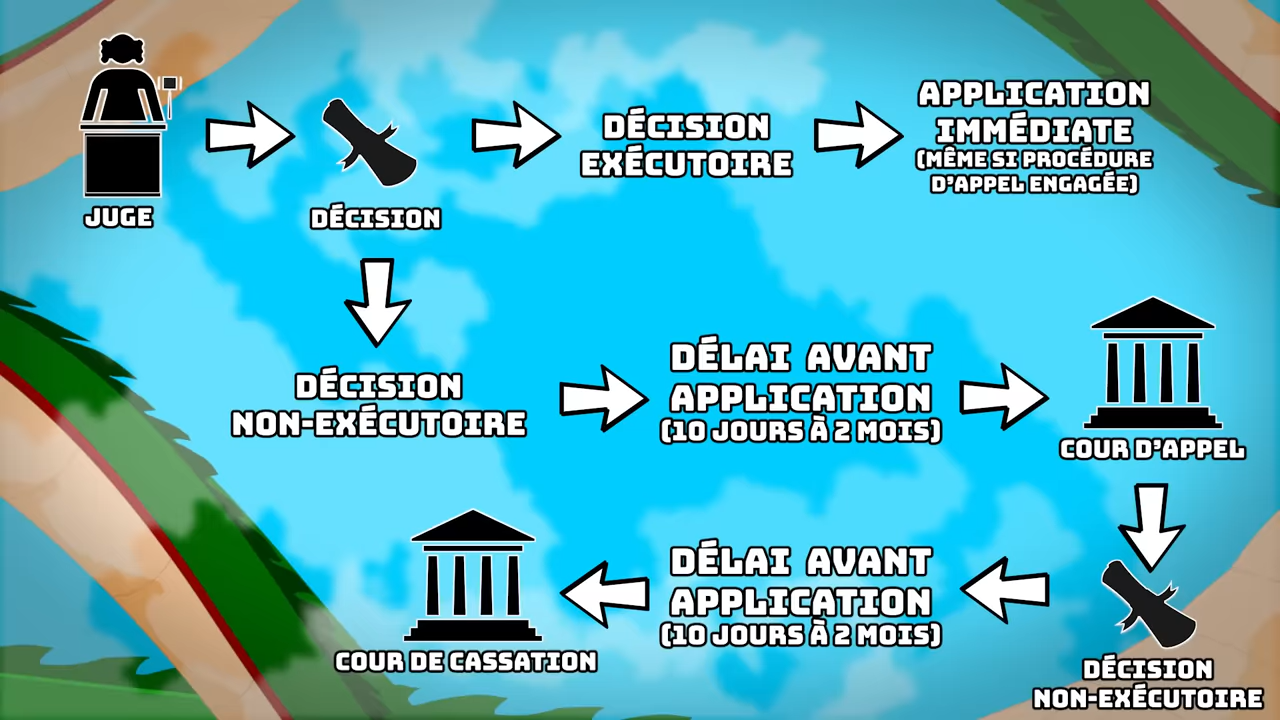 JUGE
DÉCISION
DÉCISION
EXÉCUTOIRE
APPLICATION
IMMÉDIATE
(MÊME SI PROCÉDURE
D'APPEL ENGAGÉE)
DÉCISION
NON-EXÉCUTOIRE
DÉLAI AVANT
APPLICATION
(10 JOURS À 2 MOIS)
COUR D'APPEL
DÉCISION
NON-EXÉCUTOIRE
DÉLAI AVANT
APPLICATION
(10 JOURS À 2 MOIS)
COUR DE CASSATION